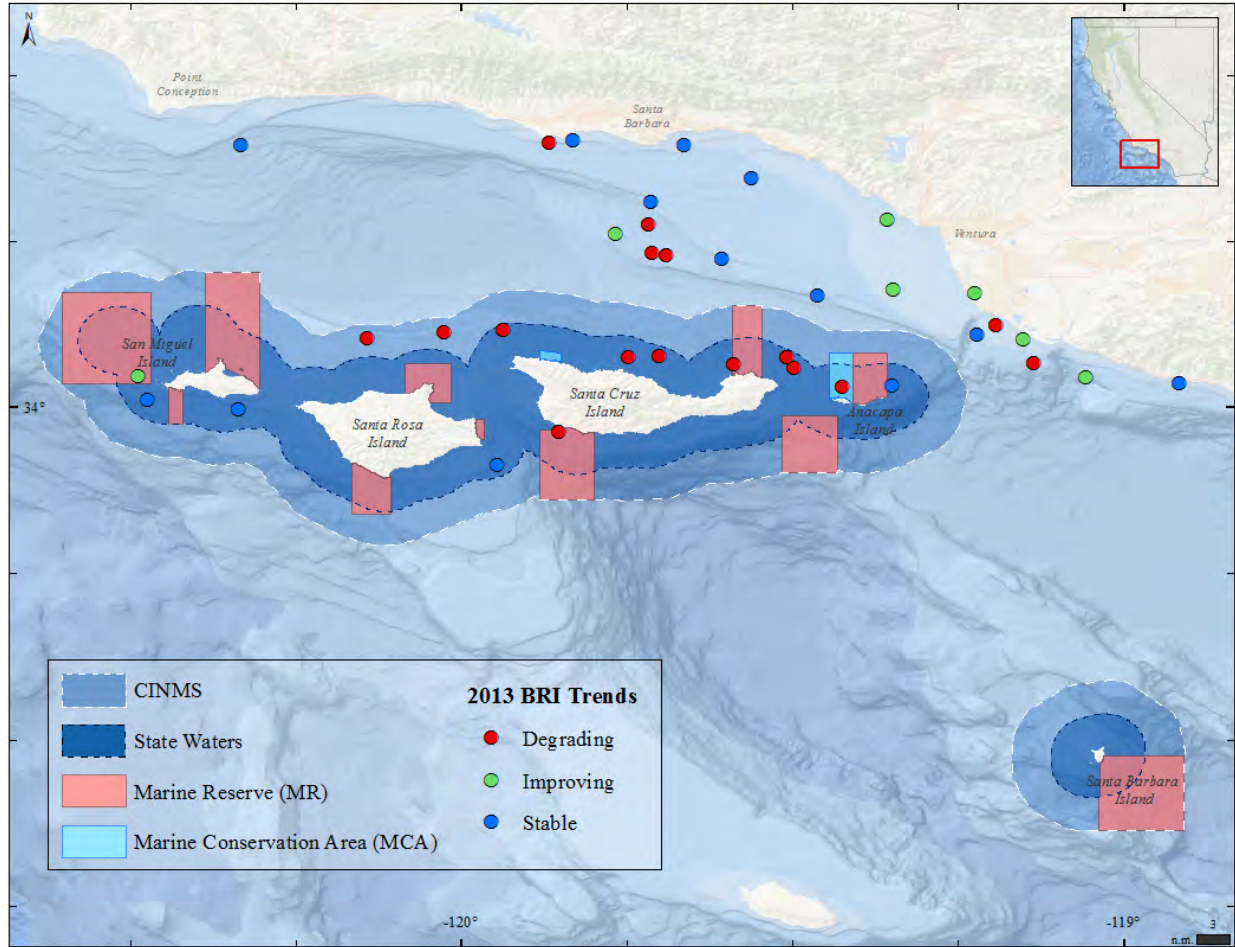 N
Point
Conception
Santa
Barbara
Ventura
San Miguel
Island
34°
Santa Rosa
Island
Santa Cruz
Island
Anacapa
Island
Santa Barbara
Island
CINMS
State Waters
Marine Reserve (MR)
Marine Conservation Area (MCA)
2013 BRI Trends
Degrading
Improving
Stable
-120°
-119°
3
n.m.